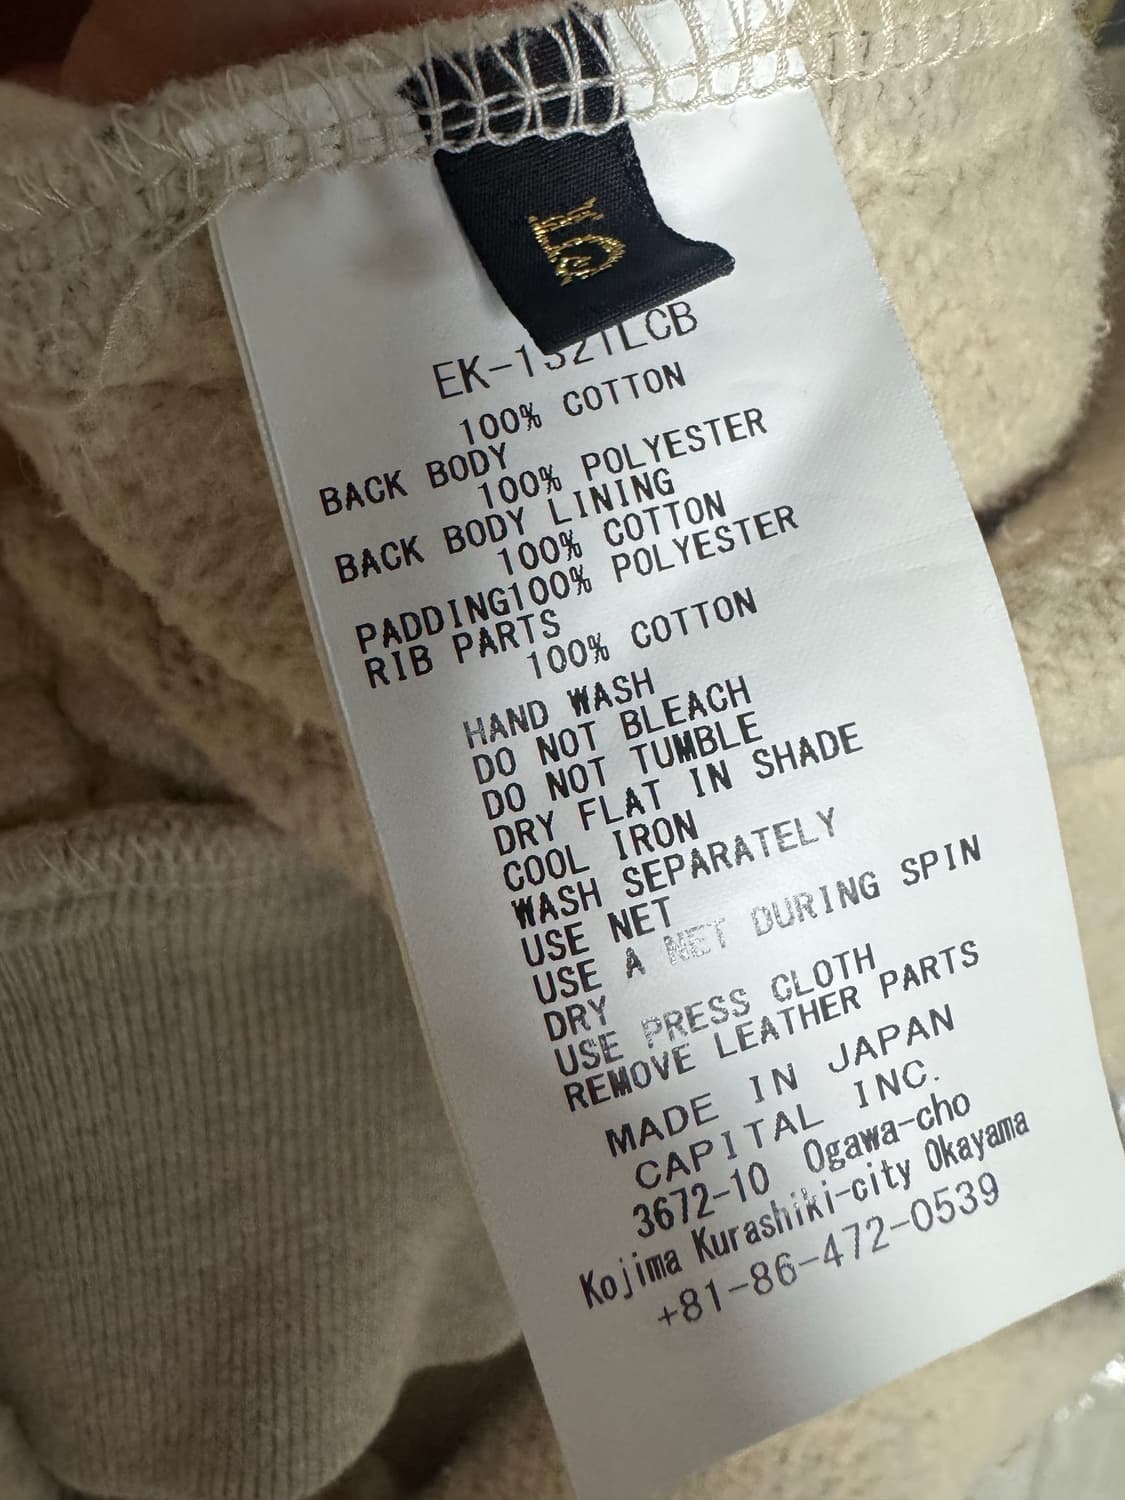 5
EK-1321LCB
100% COTTON
BACK BODY
100% POLYESTER
BACK BODY LINING
100% COTTON
PADDING100% POLYESTER
RIB PARTS
100% COTTON
HAND WASH
DO NOT BLEACH
DO NOT TUMBLE
DRY FLAT IN SHADE
COOL IRON
WASH SEPARATELY
USE NET
USE A NET DURING SPIN
DRY
USE PRESS CLOTH
REMOVE LEATHER PARTS
MADE IN JAPAN
CAPITAL INC.
3672-10 Ogawa-cho
Kojima Kurashiki-city Okayama
+81-86-472-0539